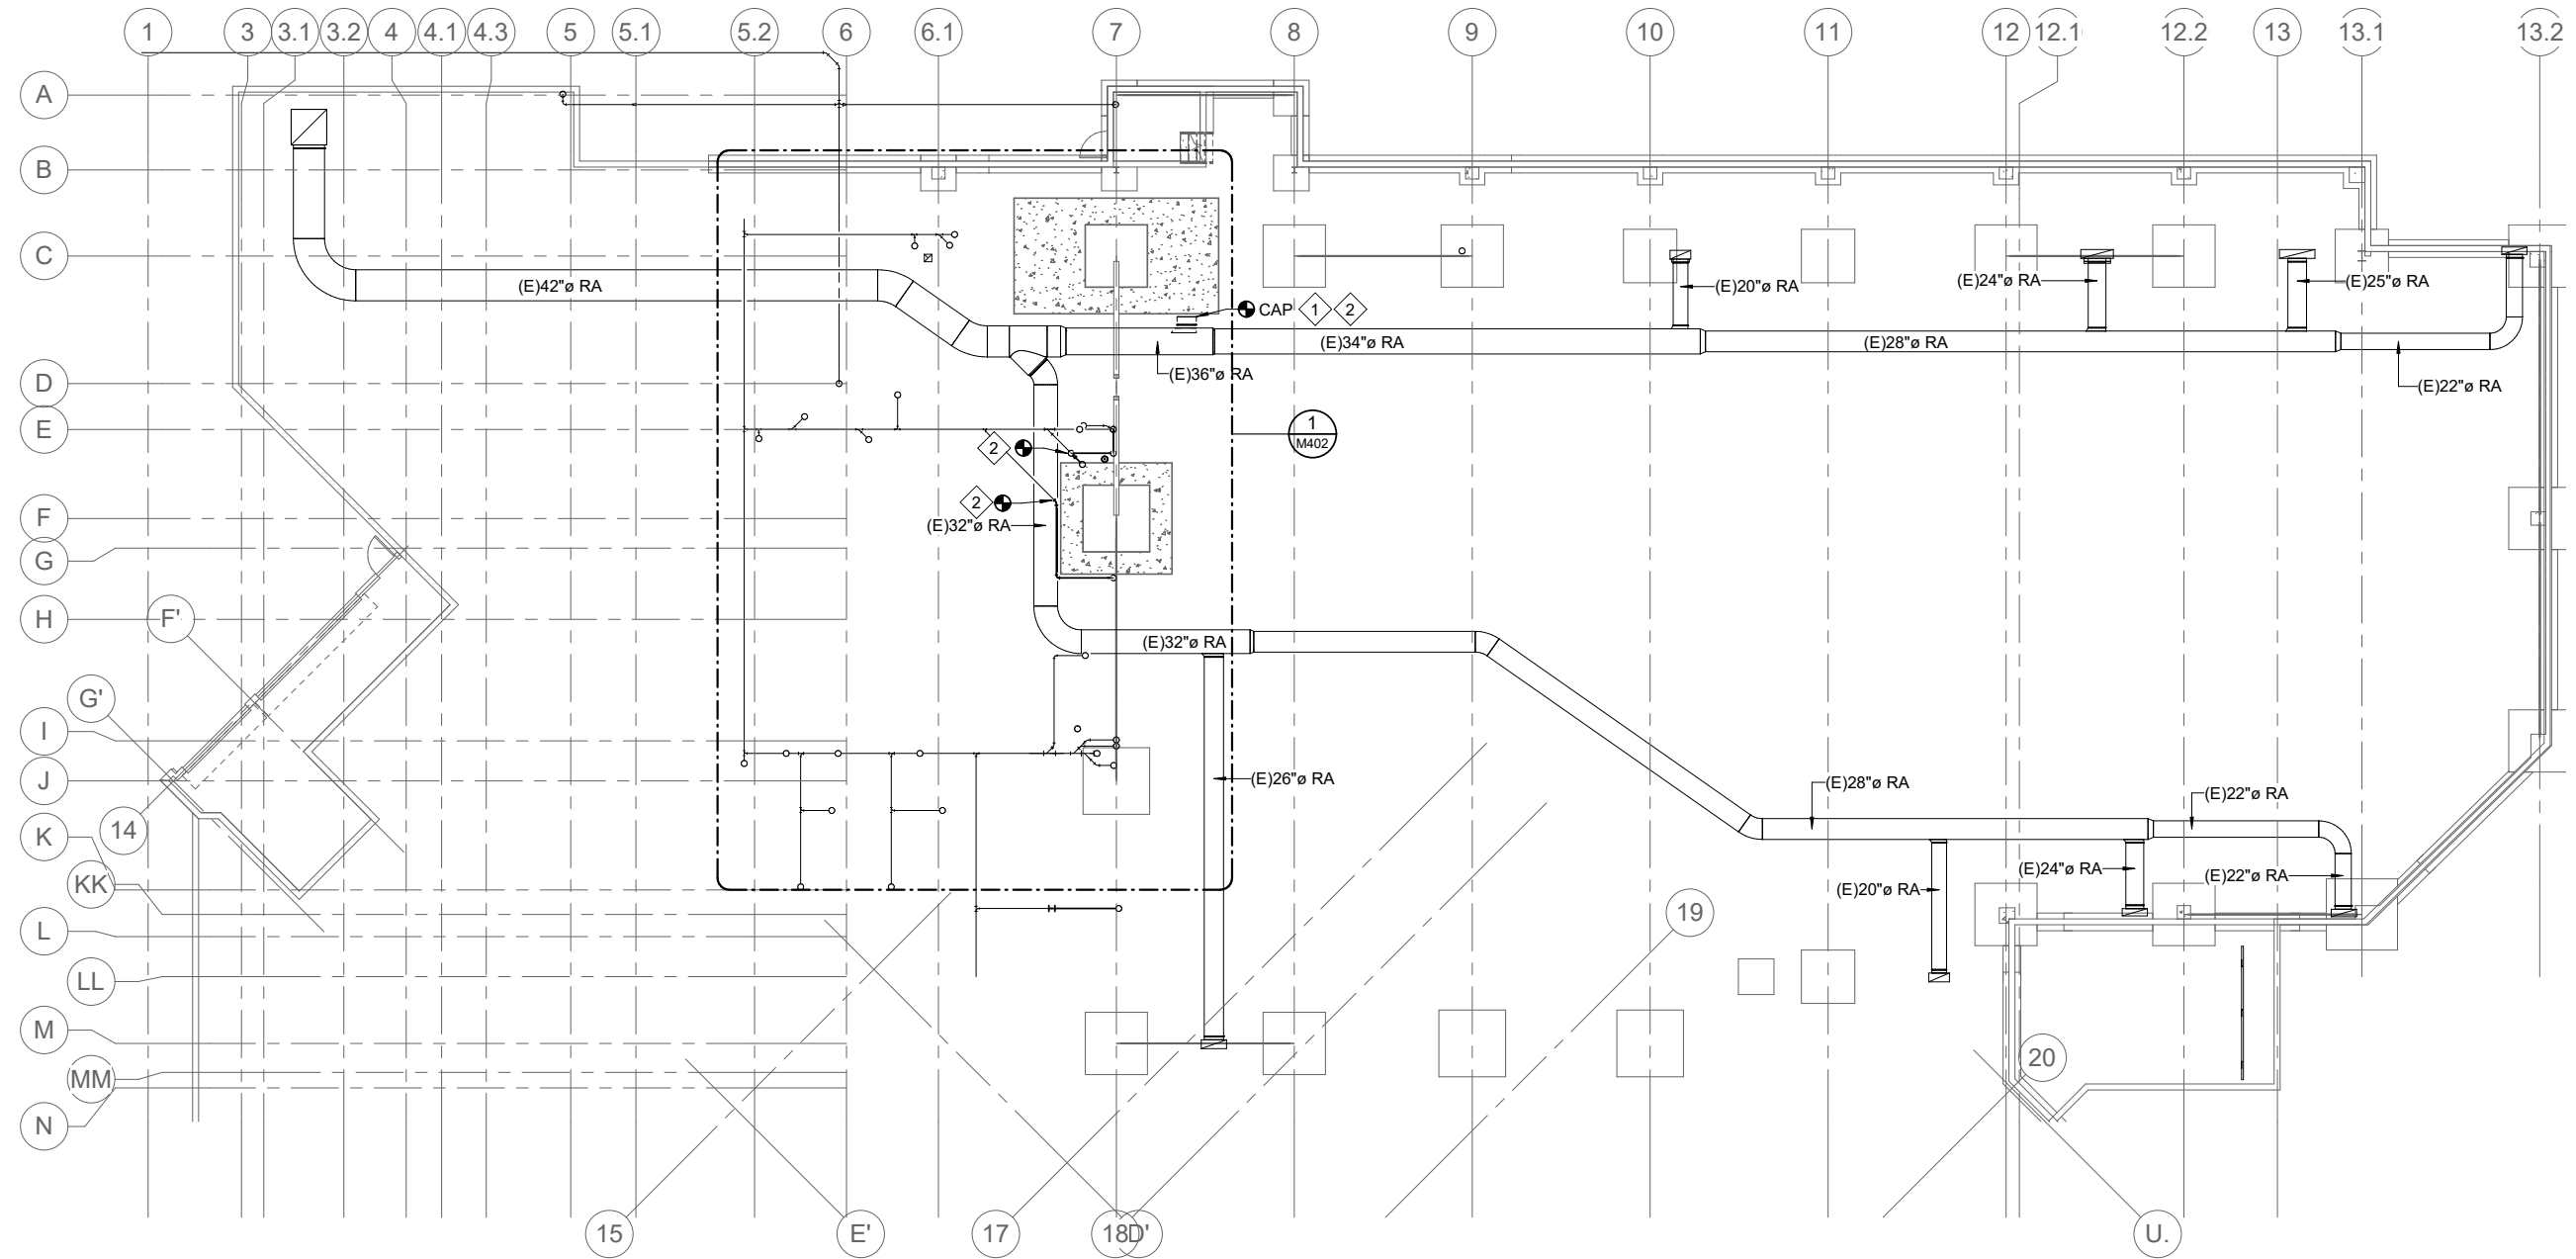 1
3
3.1
3.2
4
4.1
4.3
5
5.1
5.2
6
6.1
7
8
9
10
11
12
12.1
12.2
13
13.1
13.2
A
B
C
D
E
F
G
H
F'
G'
I
J
14
K
KK
L
LL
M
MM
N
(E)42"ø RA
CAP
1
2
(E)20"ø RA
(E)24"ø RA
(E)25"ø RA
(E)34"ø RA
(E)28"ø RA
(E)36"ø RA
(E)22"ø RA
1
M402
2
2
(E)32"ø RA
(E)32"ø RA
(E)26"ø RA
(E)28"ø RA
(E)22"ø RA
(E)24"ø RA
(E)22"ø RA
(E)20"ø RA
19
20
15
E'
17
18
D'
U.